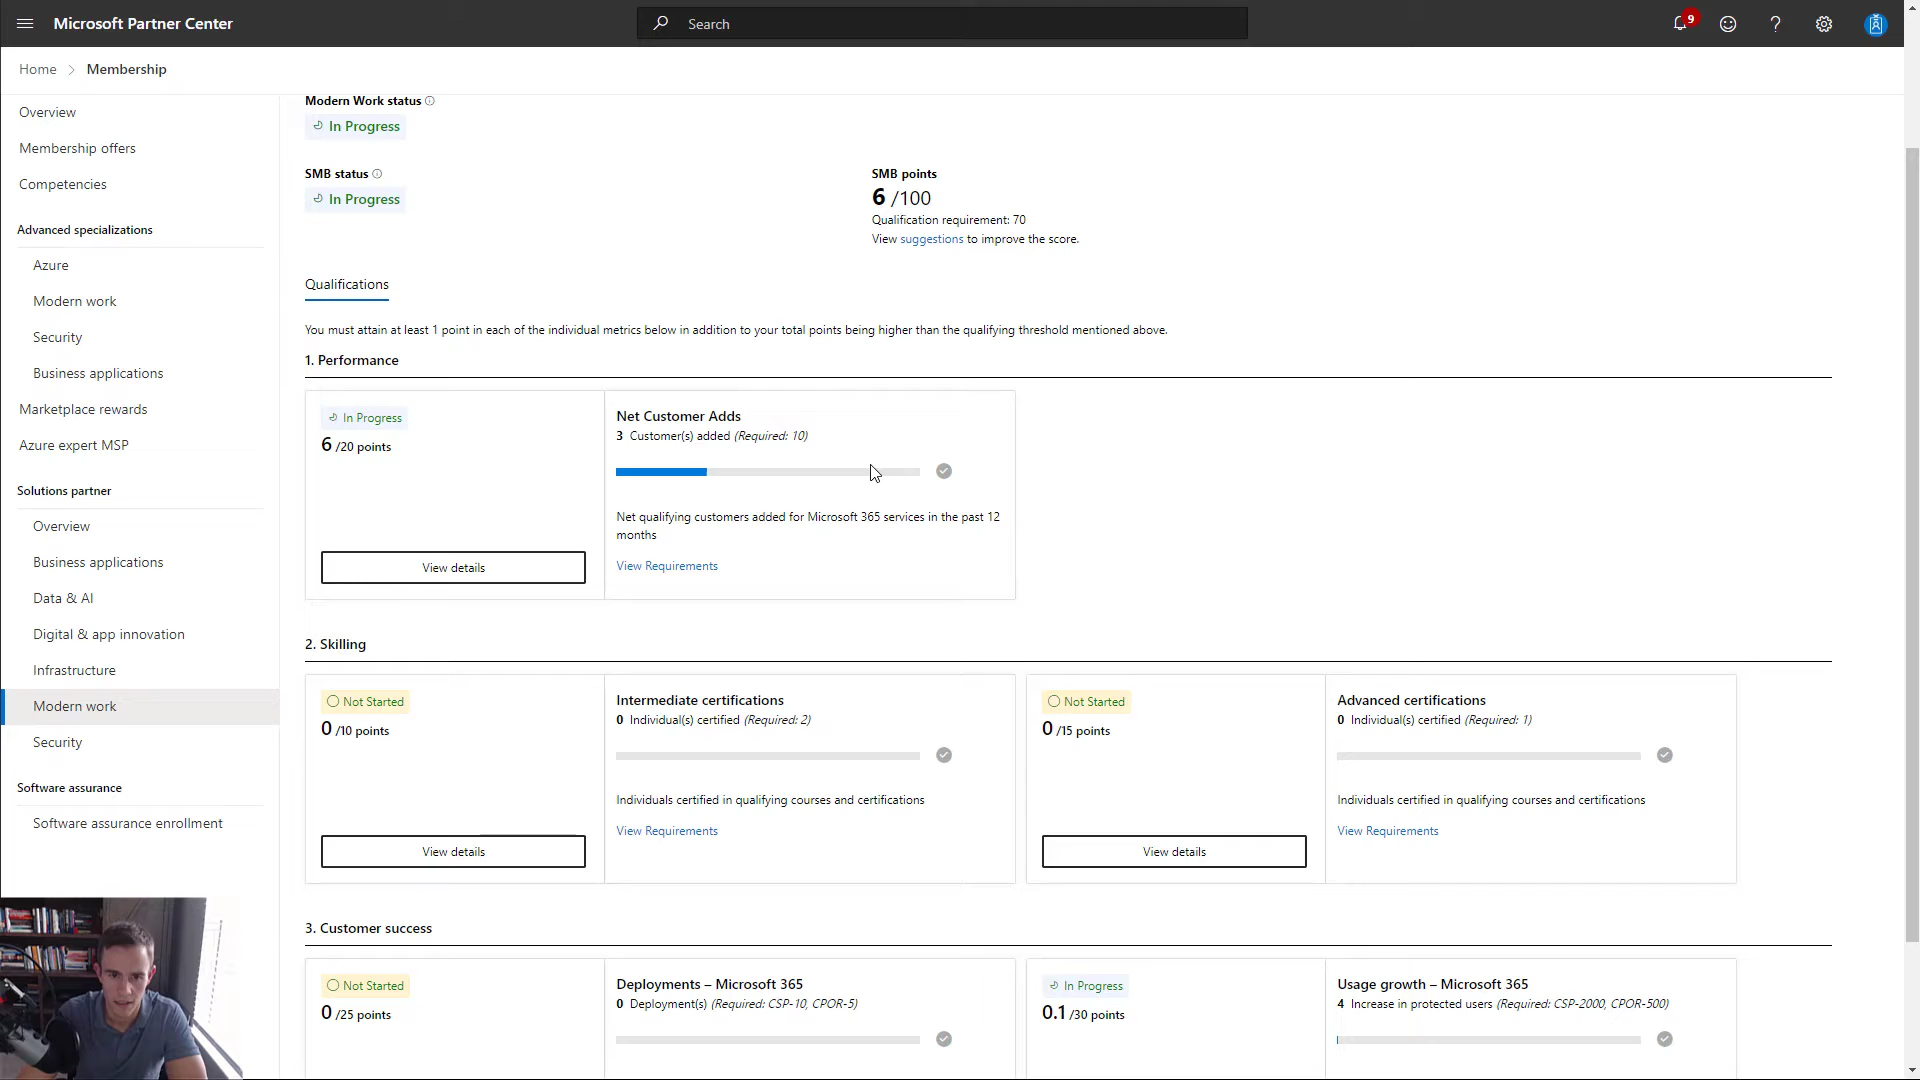 Microsoft Partner Center
Search
9
Home > Membership
Overview
Membership offers
Competencies
Advanced specializations
Azure
Modern work
Security
Business applications
Marketplace rewards
Azure expert MSP
Solutions partner
Overview
Business applications
Data & AI
Digital & app innovation
Infrastructure
Modern work
Security
Software assurance
Software assurance enrollment
Modern Work status
In Progress
SMB status
In Progress
SMB points
6 /100
Qualification requirement: 70
View suggestions to improve the score.
Qualifications
You must attain at least 1 point in each of the individual metrics below in addition to your total points being higher than the qualifying threshold mentioned above.
1. Performance
In Progress
6 /20 points
View details
Net Customer Adds
3 Customer(s) added (Required: 10)
Net qualifying customers added for Microsoft 365 services in the past 12
months
View Requirements
2. Skilling
Not Started
0 /10 points
View details
Intermediate certifications
0 Individual(s) certified (Required: 2)
Individuals certified in qualifying courses and certifications
View Requirements
Not Started
0 /15 points
View details
Advanced certifications
0 Individual(s) certified (Required: 1)
Individuals certified in qualifying courses and certifications
View Requirements
3. Customer success
Not Started
0 /25 points
Deployments – Microsoft 365
0 Deployment(s) (Required: CSP-10, CPOR-5)
In Progress
0.1 /30 points
Usage growth – Microsoft 365
4 Increase in protected users (Required: CSP-2000, CPOR-500)